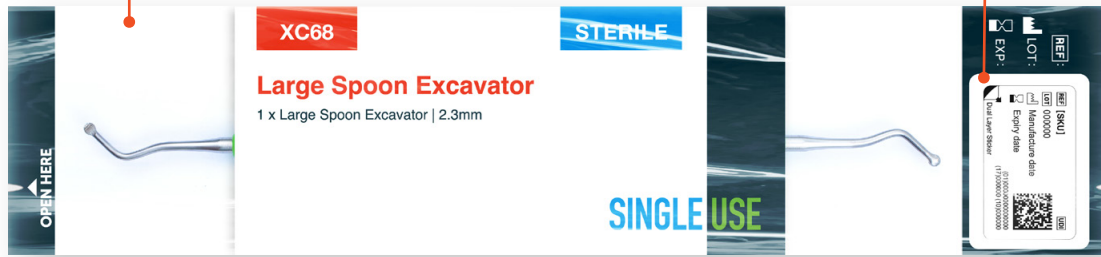 XC68
STERILE
Large Spoon Excavator
1 x Large Spoon Excavator | 2.3mm
SINGLE USE
OPEN HERE
REF :
LOT :
EXP :
REF [SKU]
LOT 000000
Manufacture date
Expiry date
Dual Layer Sticker
UDI